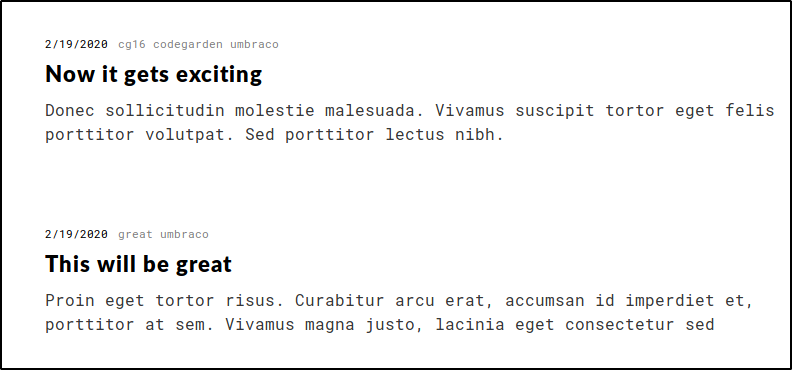 2/19/2020 cg16 codegarden umbraco
Now it gets exciting
Donec sollicitudin molestie malesuada. Vivamus suscipit tortor eget felis
porttitor volutpat. Sed porttitor lectus nibh.
2/19/2020 great umbraco
This will be great
Proin eget tortor risus. Curabitur arcu erat, accumsan id imperdiet et,
porttitor at sem. Vivamus magna justo, lacinia eget consectetur sed